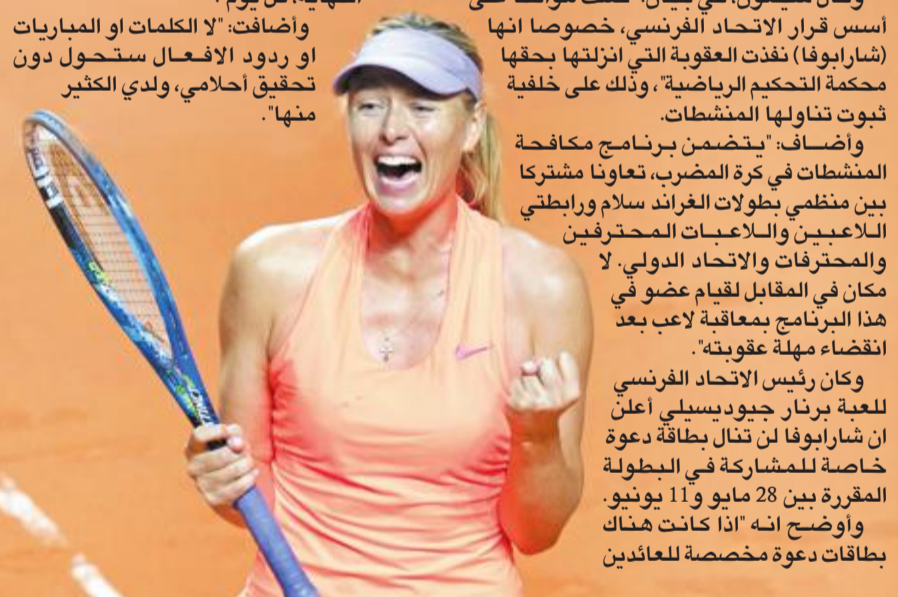 أسس قرار الاتحاد الفرنسي، خصوصا انها
(شارابوفا) نفذت العقوبة التي انزلتها بحقها
محكمة التحكيم الرياضية"، وذلك على خلفية
ثبوت تناولها المنشطات.
وأضاف: "يتضمن برنامج مكافحة
المنشطات في كرة المضرب، تعاونا مشتركا
بين منظمي بطولات الغراند سلام ورابطتي
اللاعبين واللاعبات المحترفين
والمحترفات والاتحاد الدولي. لا
مكان في المقابل لقيام عضو في
هذا البرنامج بمعاقبة لاعب بعد
انقضاء مهلة عقوبته".
وكان رئيس الاتحاد الفرنسي
للعبة برنار جيوديسيلي أعلن
ان شارابوفا لن تنال بطاقة دعوة
خاصة للمشاركة في البطولة
المقررة بين 28 مايو و11 يونيو.
وأوضح انه "اذا كانت هناك
بطاقات دعوة مخصصة للعائدين
وأضافت: "لا الكلمات او المباريات
او ردود الافعال ستحول دون
تحقيق أحلامي، ولدي الكثير
منها".